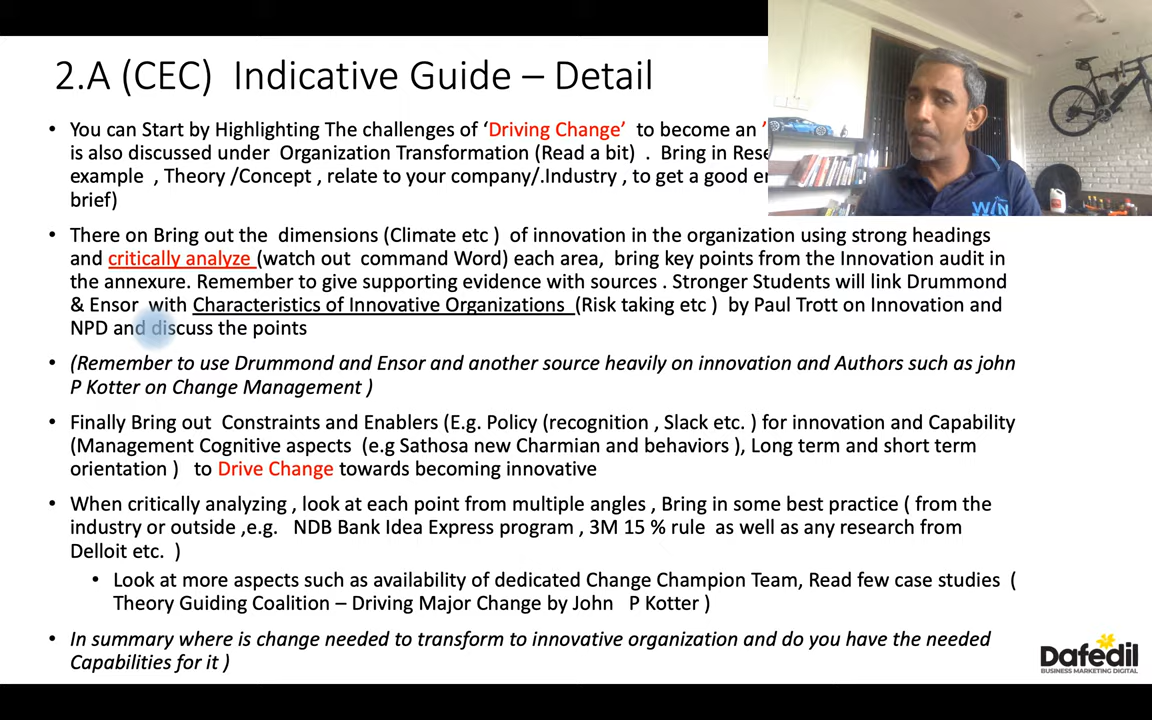 2.A (CEC) Indicative Guide – Detail
• You can Start by Highlighting The challenges of ‘Driving Change’ to become an ’
is also discussed under Organization Transformation (Read a bit) . Bring in
example , Theory /Concept , relate to your company/.Industry , to get a good
brief)
• There on Bring out the dimensions (Climate etc ) of innovation in the organization using strong headings
and critically analyze (watch out command Word) each area, bring key points from the Innovation audit in
the annexure. Remember to give supporting evidence with sources . Stronger Students will link Drummond
& Ensor with Characteristics of Innovative Organizations (Risk taking etc ) by Paul Trott on Innovation and
NPD and discuss the points
• (Remember to use Drummond and Ensor and another source heavily on innovation and Authors such as john
P Kotter on Change Management )
• Finally Bring out Constraints and Enablers (E.g. Policy (recognition , Slack etc. ) for innovation and Capability
(Management Cognitive aspects (e.g Sathosa new Charmian and behaviors ), Long term and short term
orientation ) to Drive Change towards becoming innovative
• When critically analyzing , look at each point from multiple angles , Bring in some best practice ( from the
industry or outside ,e.g. NDB Bank Idea Express program , 3M 15 % rule as well as any research from
Delloit etc. )
• Look at more aspects such as availability of dedicated Change Champion Team, Read few case studies (
Theory Guiding Coalition – Driving Major Change by John P Kotter )
• In summary where is change needed to transform to innovative organization and do you have the needed
Capabilities for it )
WIN
Dafedil
BUSINESS MARKETING DIGITAL